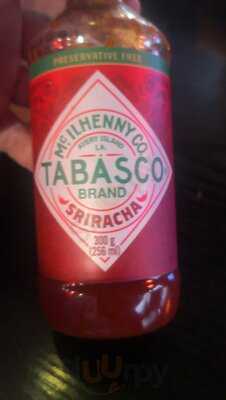 PRESERVATIVE FREE
McILHENNY CO.
AVERY ISLAND
LA.
TABASCO
BRAND
SRIRACHA
300 g
(256 ml)